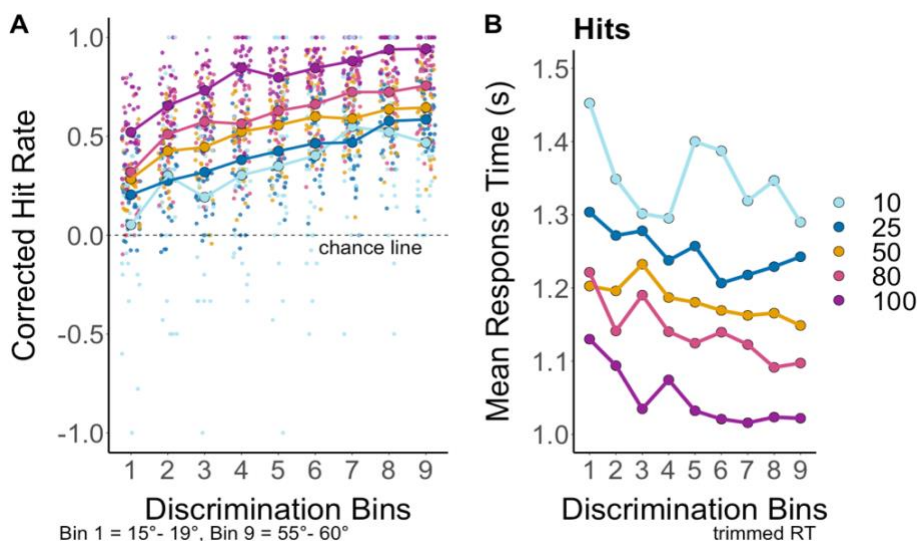 A
Corrected Hit Rate
1.0
0.5
0.0
-0.5
-1.0
chance line
1 2 3 4 5 6 7 8 9
Discrimination Bins
Bin 1 = 15°- 19°, Bin 9 = 55°- 60°
B
Hits
Mean Response Time (s)
1.5
1.4
1.3
1.2
1.1
1.0
1 2 3 4 5 6 7 8 9
Discrimination Bins
trimmed RT
10
25
50
80
100